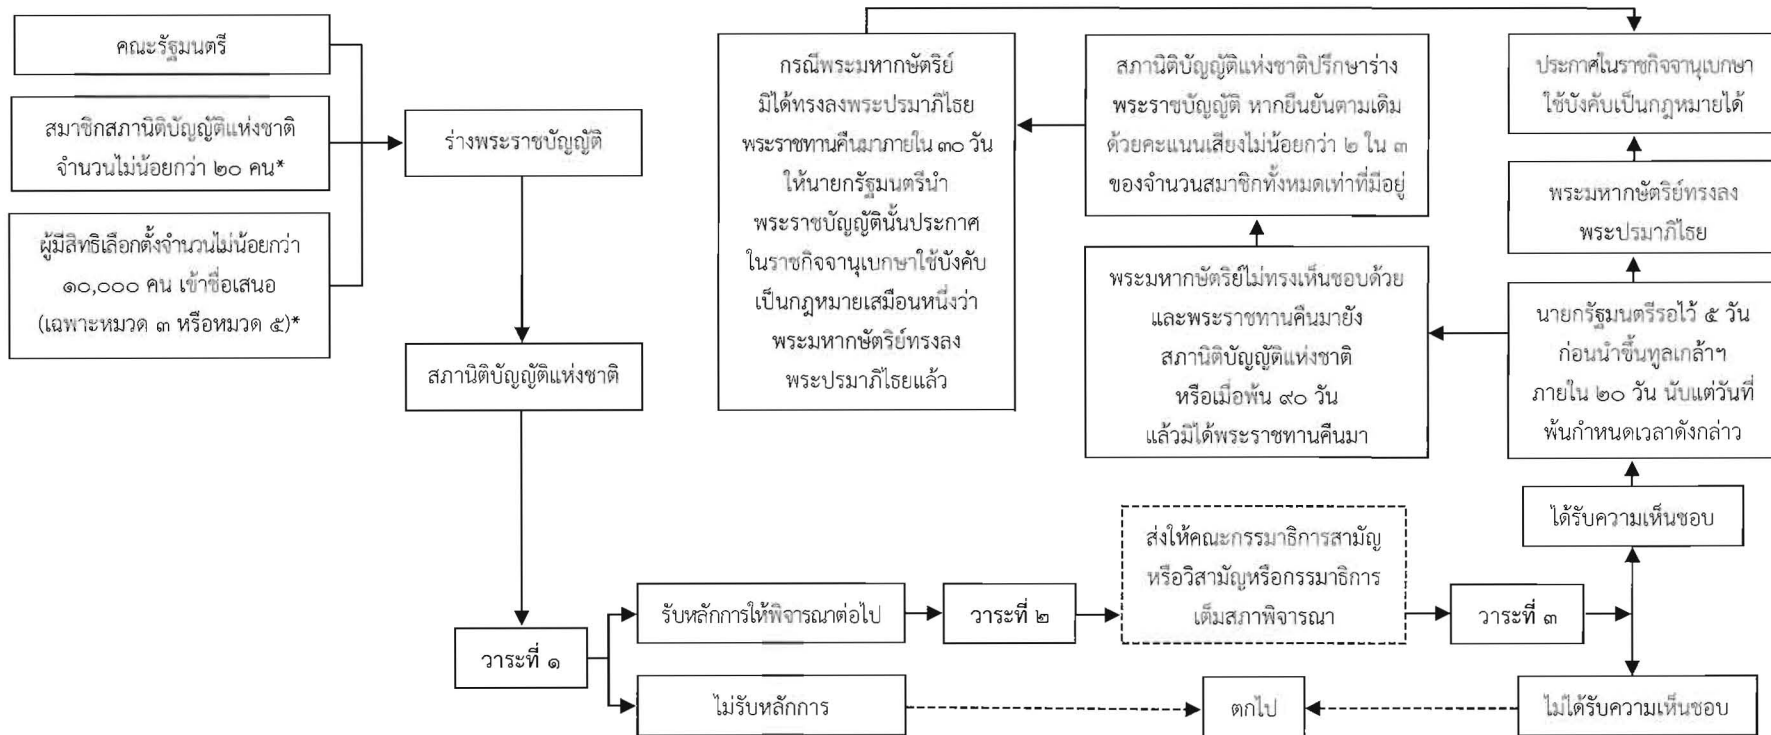 คณะรัฐมนตรี
สมาชิกสภานิติบัญญัติแห่งชาติ
จำนวนไม่น้อยกว่า ๒๐ คน*
ผู้มีสิทธิเลือกตั้งจำนวนไม่น้อยกว่า
๑๐,๐๐๐ คน เข้าชื่อเสนอ
(เฉพาะหมวด ๓ หรือหมวด ๕)*
ร่างพระราชบัญญัติ
สภานิติบัญญัติแห่งชาติ
วาระที่ ๑
รับหลักการให้พิจารณาต่อไป
ไม่รับหลักการ
วาระที่ ๒
ส่งให้คณะกรรมาธิการสามัญ
หรือวิสามัญหรือกรรมาธิการ
เต็มสภาพิจารณา
วาระที่ ๓
ตกไป
ไม่ได้รับความเห็นชอบ
ได้รับความเห็นชอบ
นายกรัฐมนตรีรอไว้ ๕ วัน
ก่อนนำขึ้นทูลเกล้าฯ
ภายใน ๒๐ วัน นับแต่วันที่
พ้นกำหนดเวลาดังกล่าว
พระมหากษัตริย์ทรงลง
พระปรมาภิไธย
ประกาศในราชกิจจานุเบกษา
ใช้บังคับเป็นกฎหมายได้
พระมหากษัตริย์ไม่ทรงเห็นชอบด้วย
และพระราชทานคืนมายัง
สภานิติบัญญัติแห่งชาติ
หรือเมื่อพ้น ๙๐ วัน
แล้วมิได้พระราชทานคืนมา
สภานิติบัญญัติแห่งชาติปรึกษาร่าง
พระราชบัญญัติ หากยืนยันตามเดิม
ด้วยคะแนนเสียงไม่น้อยกว่า ๒ ใน ๓
ของจำนวนสมาชิกทั้งหมดเท่าที่มีอยู่
กรณีพระมหากษัตริย์
มิได้ทรงลงพระปรมาภิไธย
พระราชทานคืนมาภายใน ๓๐ วัน
ให้นายกรัฐมนตรีนำ
พระราชบัญญัตินั้นประกาศ
ในราชกิจจานุเบกษาใช้บังคับ
เป็นกฎหมายเสมือนหนึ่งว่า
พระมหากษัตริย์ทรงลง
พระปรมาภิไธยแล้ว